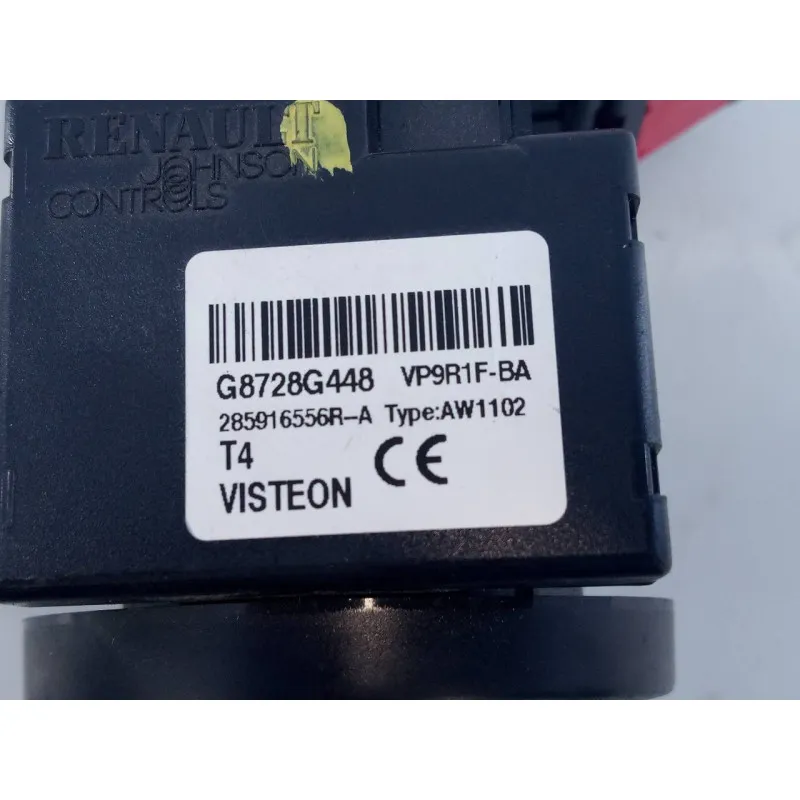 RENAULT
JOHNSON
CONTROLS
G8728G448 VP9R1F-BA
285916556R-A Type:AW1102
T4 CE
VISTEON